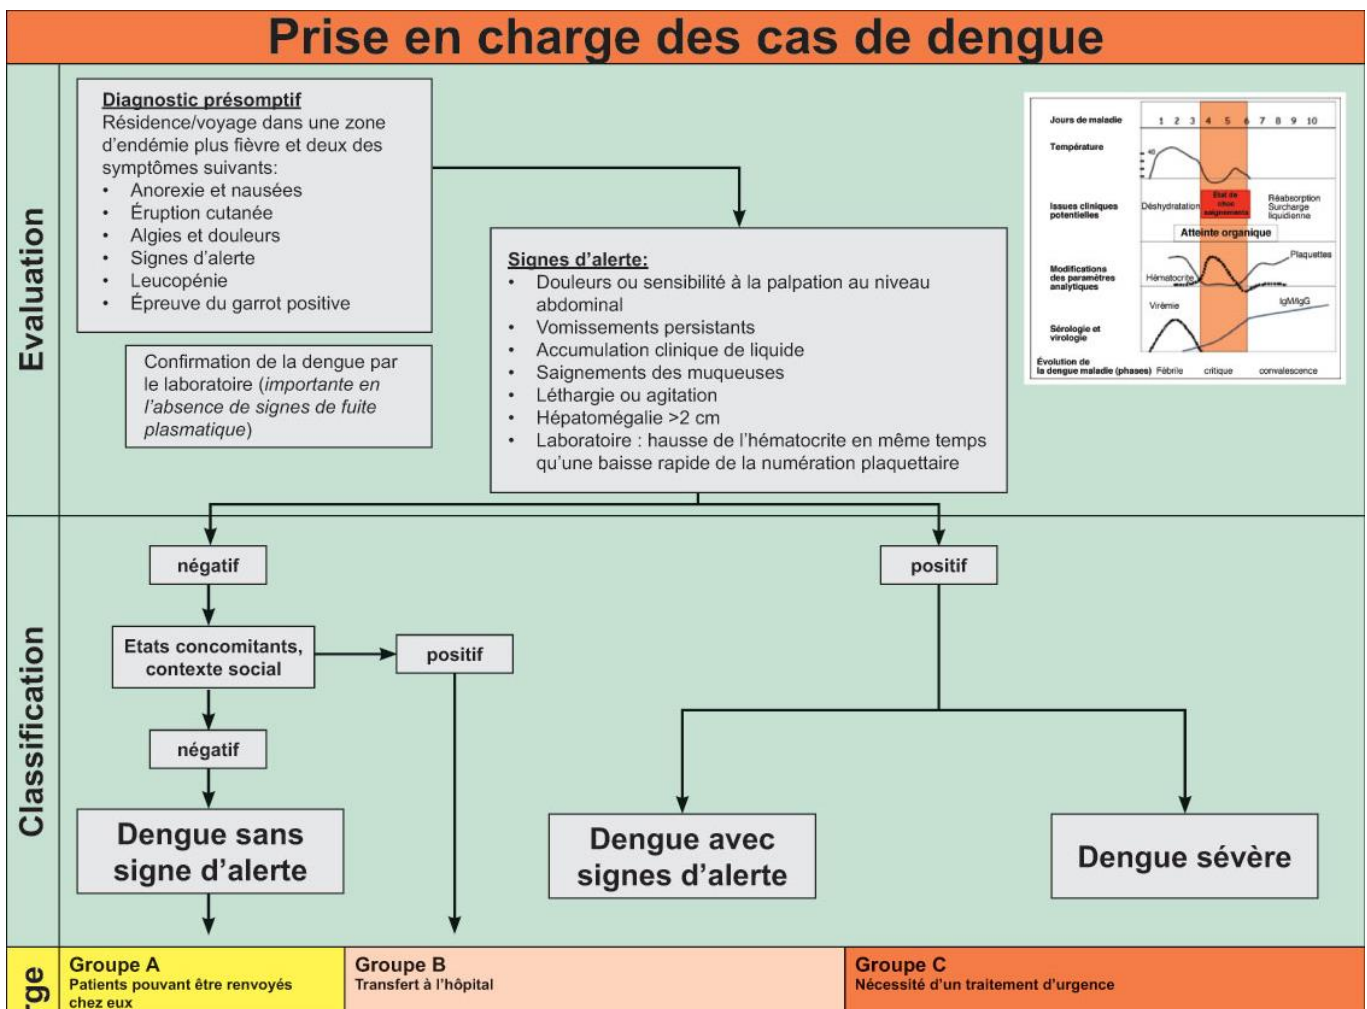 Prise en charge des cas de dengue
Evaluation
Diagnostic présomptif
Résidence/voyage dans une zone
d'endémie plus fièvre et deux des
symptômes suivants:
• Anorexie et nausées
• Éruption cutanée
• Algies et douleurs
• Signes d'alerte
• Leucopénie
• Épreuve du garrot positive
Confirmation de la dengue par
le laboratoire (importante en
l'absence de signes de fuite
plasmatique)
Signes d'alerte:
• Douleurs ou sensibilité à la palpation au niveau
abdominal
• Vomissements persistants
• Accumulation clinique de liquide
• Saignements des muqueuses
• Léthargie ou agitation
• Hépatomégalie >2 cm
• Laboratoire : hausse de l'hématocrite en même temps
qu'une baisse rapide de la numération plaquettaire
Jours de maladie 1 2 3 4 5 6 7 8 9 10
Température
40
Issues cliniques
potentielles
Déshydratation
État de
choc
saignements
Réabsorption
Surcharge
liquidienne
Atteinte organique
Modifications
des paramètres
analytiques
Hématocrite
Plaquettes
Sérologie et
virologie
Virémie
IgM/IgG
Évolution de
la dengue maladie (phases) Fébrile critique convalescence
Classification
négatif
positif
Etats concomitants,
contexte social
positif
négatif
Dengue sans
signe d'alerte
Dengue avec
signes d'alerte
Dengue sévère
rge
Groupe A
Patients pouvant être renvoyés
chez eux
Groupe B
Transfert à l'hôpital
Groupe C
Nécessité d'un traitement d'urgence